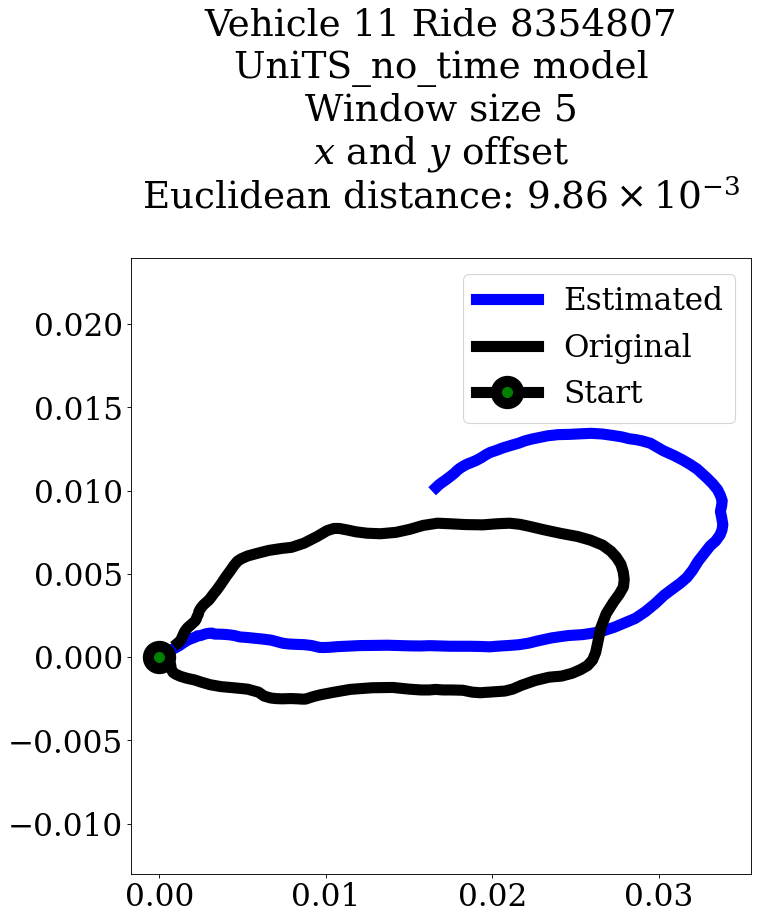 Vehicle 11 Ride 8354807
UniTS_no_time model
Window size 5
x and y offset
Euclidean distance: 9.86 × 10⁻³
Estimated
Original
Start
0.020
0.015
0.010
0.005
0.000
−0.005
−0.010
0.00 0.01 0.02 0.03